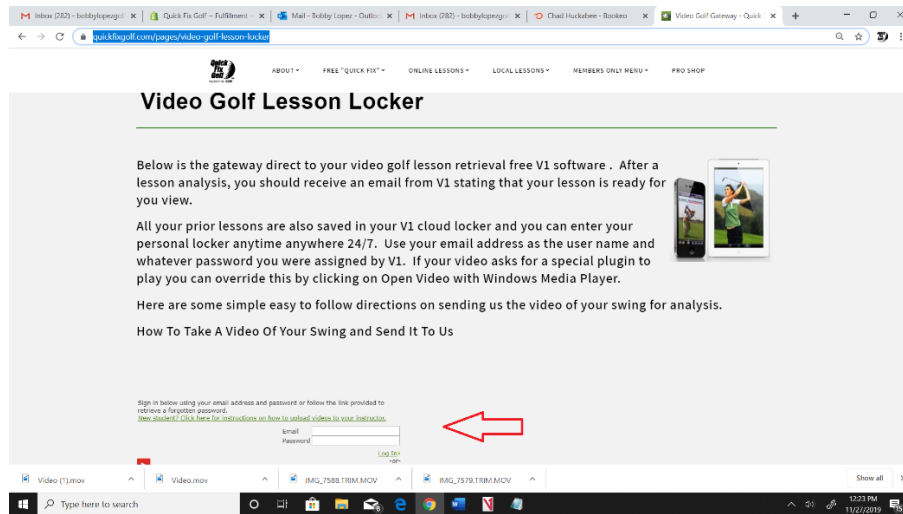 Inbox (282) - bobbylopezgol
Quick Fix Golf ~ Fulfillment
Mail - Bobby Lopez - Outloo
Inbox (282) - bobbylopezgol
Chad Huckabee - Bookeo
Video Golf Gateway - Quick
quickfixgolf.com/pages/video-golf-lesson-locker
Quick Fix Golf
ABOUT
FREE "QUICK FIX"
ONLINE LESSONS
LOCAL LESSONS
MEMBERS ONLY MENU
PRO SHOP
Video Golf Lesson Locker
Below is the gateway direct to your video golf lesson retrieval free V1 software . After a
lesson analysis, you should receive an email from V1 stating that your lesson is ready for
you view.
All your prior lessons are also saved in your V1 cloud locker and you can enter your
personal locker anytime anywhere 24/7. Use your email address as the user name and
whatever password you were assigned by V1. If your video asks for a special plugin to
play you can override this by clicking on Open Video with Windows Media Player.
Here are some simple easy to follow directions on sending us the video of your swing for analysis.
How To Take A Video Of Your Swing and Send It To Us
Sign in below using your email address and password or follow the link provided to
retrieve a forgotten password.
New student? Click here for instructions on how to upload videos to your instructor.
Email
Password
Log In
-or-
Video (1).mov
Video.mov
IMG_7588.TRIM.MOV
IMG_7579.TRIM.MOV
Show all
Type here to search
12:23 PM
11/27/2019